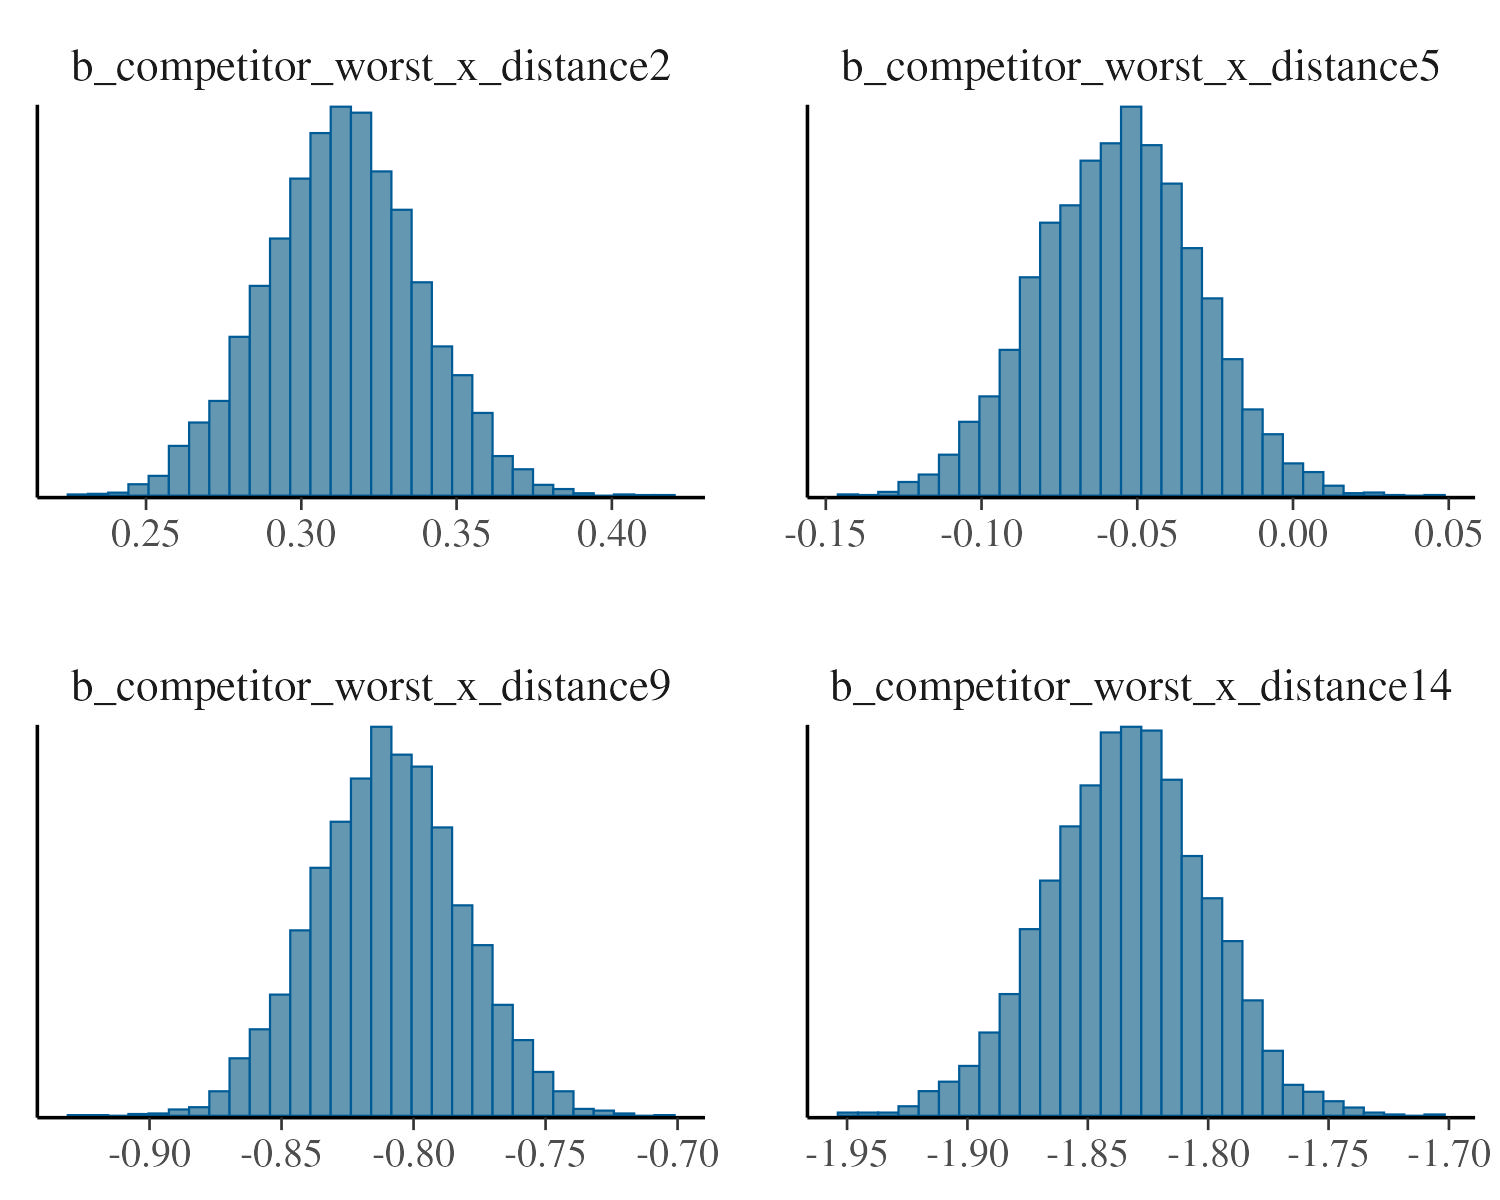 b_competitor_worst_x_distance2
b_competitor_worst_x_distance5
0.25 0.30 0.35 0.40
-0.15 -0.10 -0.05 0.00 0.05
b_competitor_worst_x_distance9
b_competitor_worst_x_distance14
-0.90 -0.85 -0.80 -0.75 -0.70
-1.95 -1.90 -1.85 -1.80 -1.75 -1.70